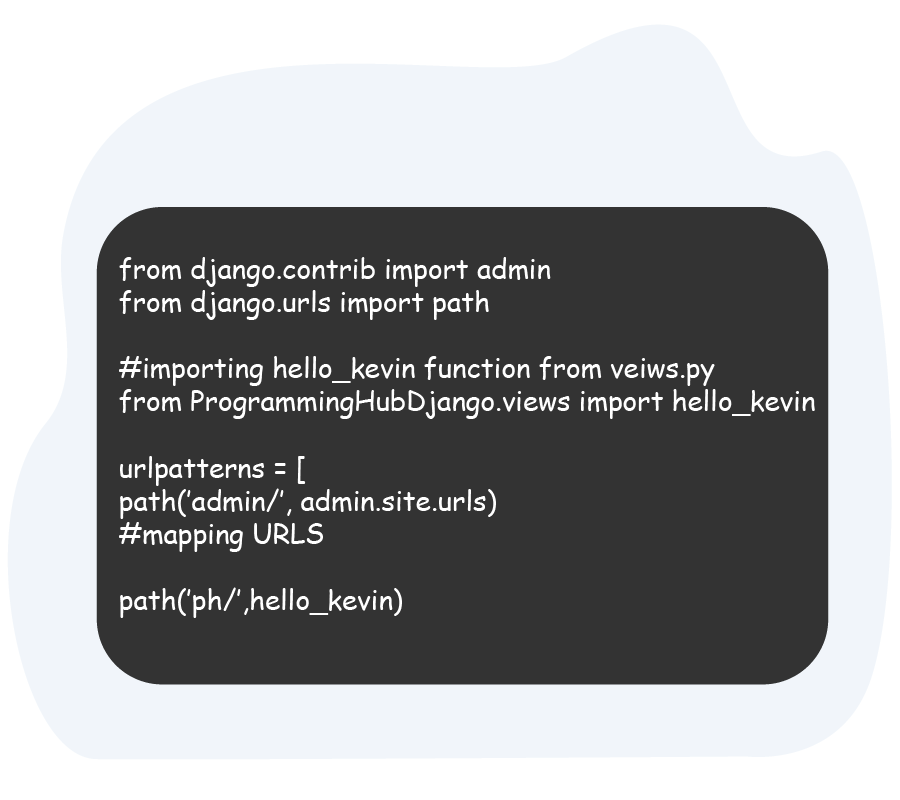 from django.contrib import admin
from django.urls import path
#importing hello_kevin function from veiws.py
from ProgrammingHubDjango.views import hello_kevin
urlpatterns = [
path('admin/', admin.site.urls)
#mapping URLS
path('ph/',hello_kevin)